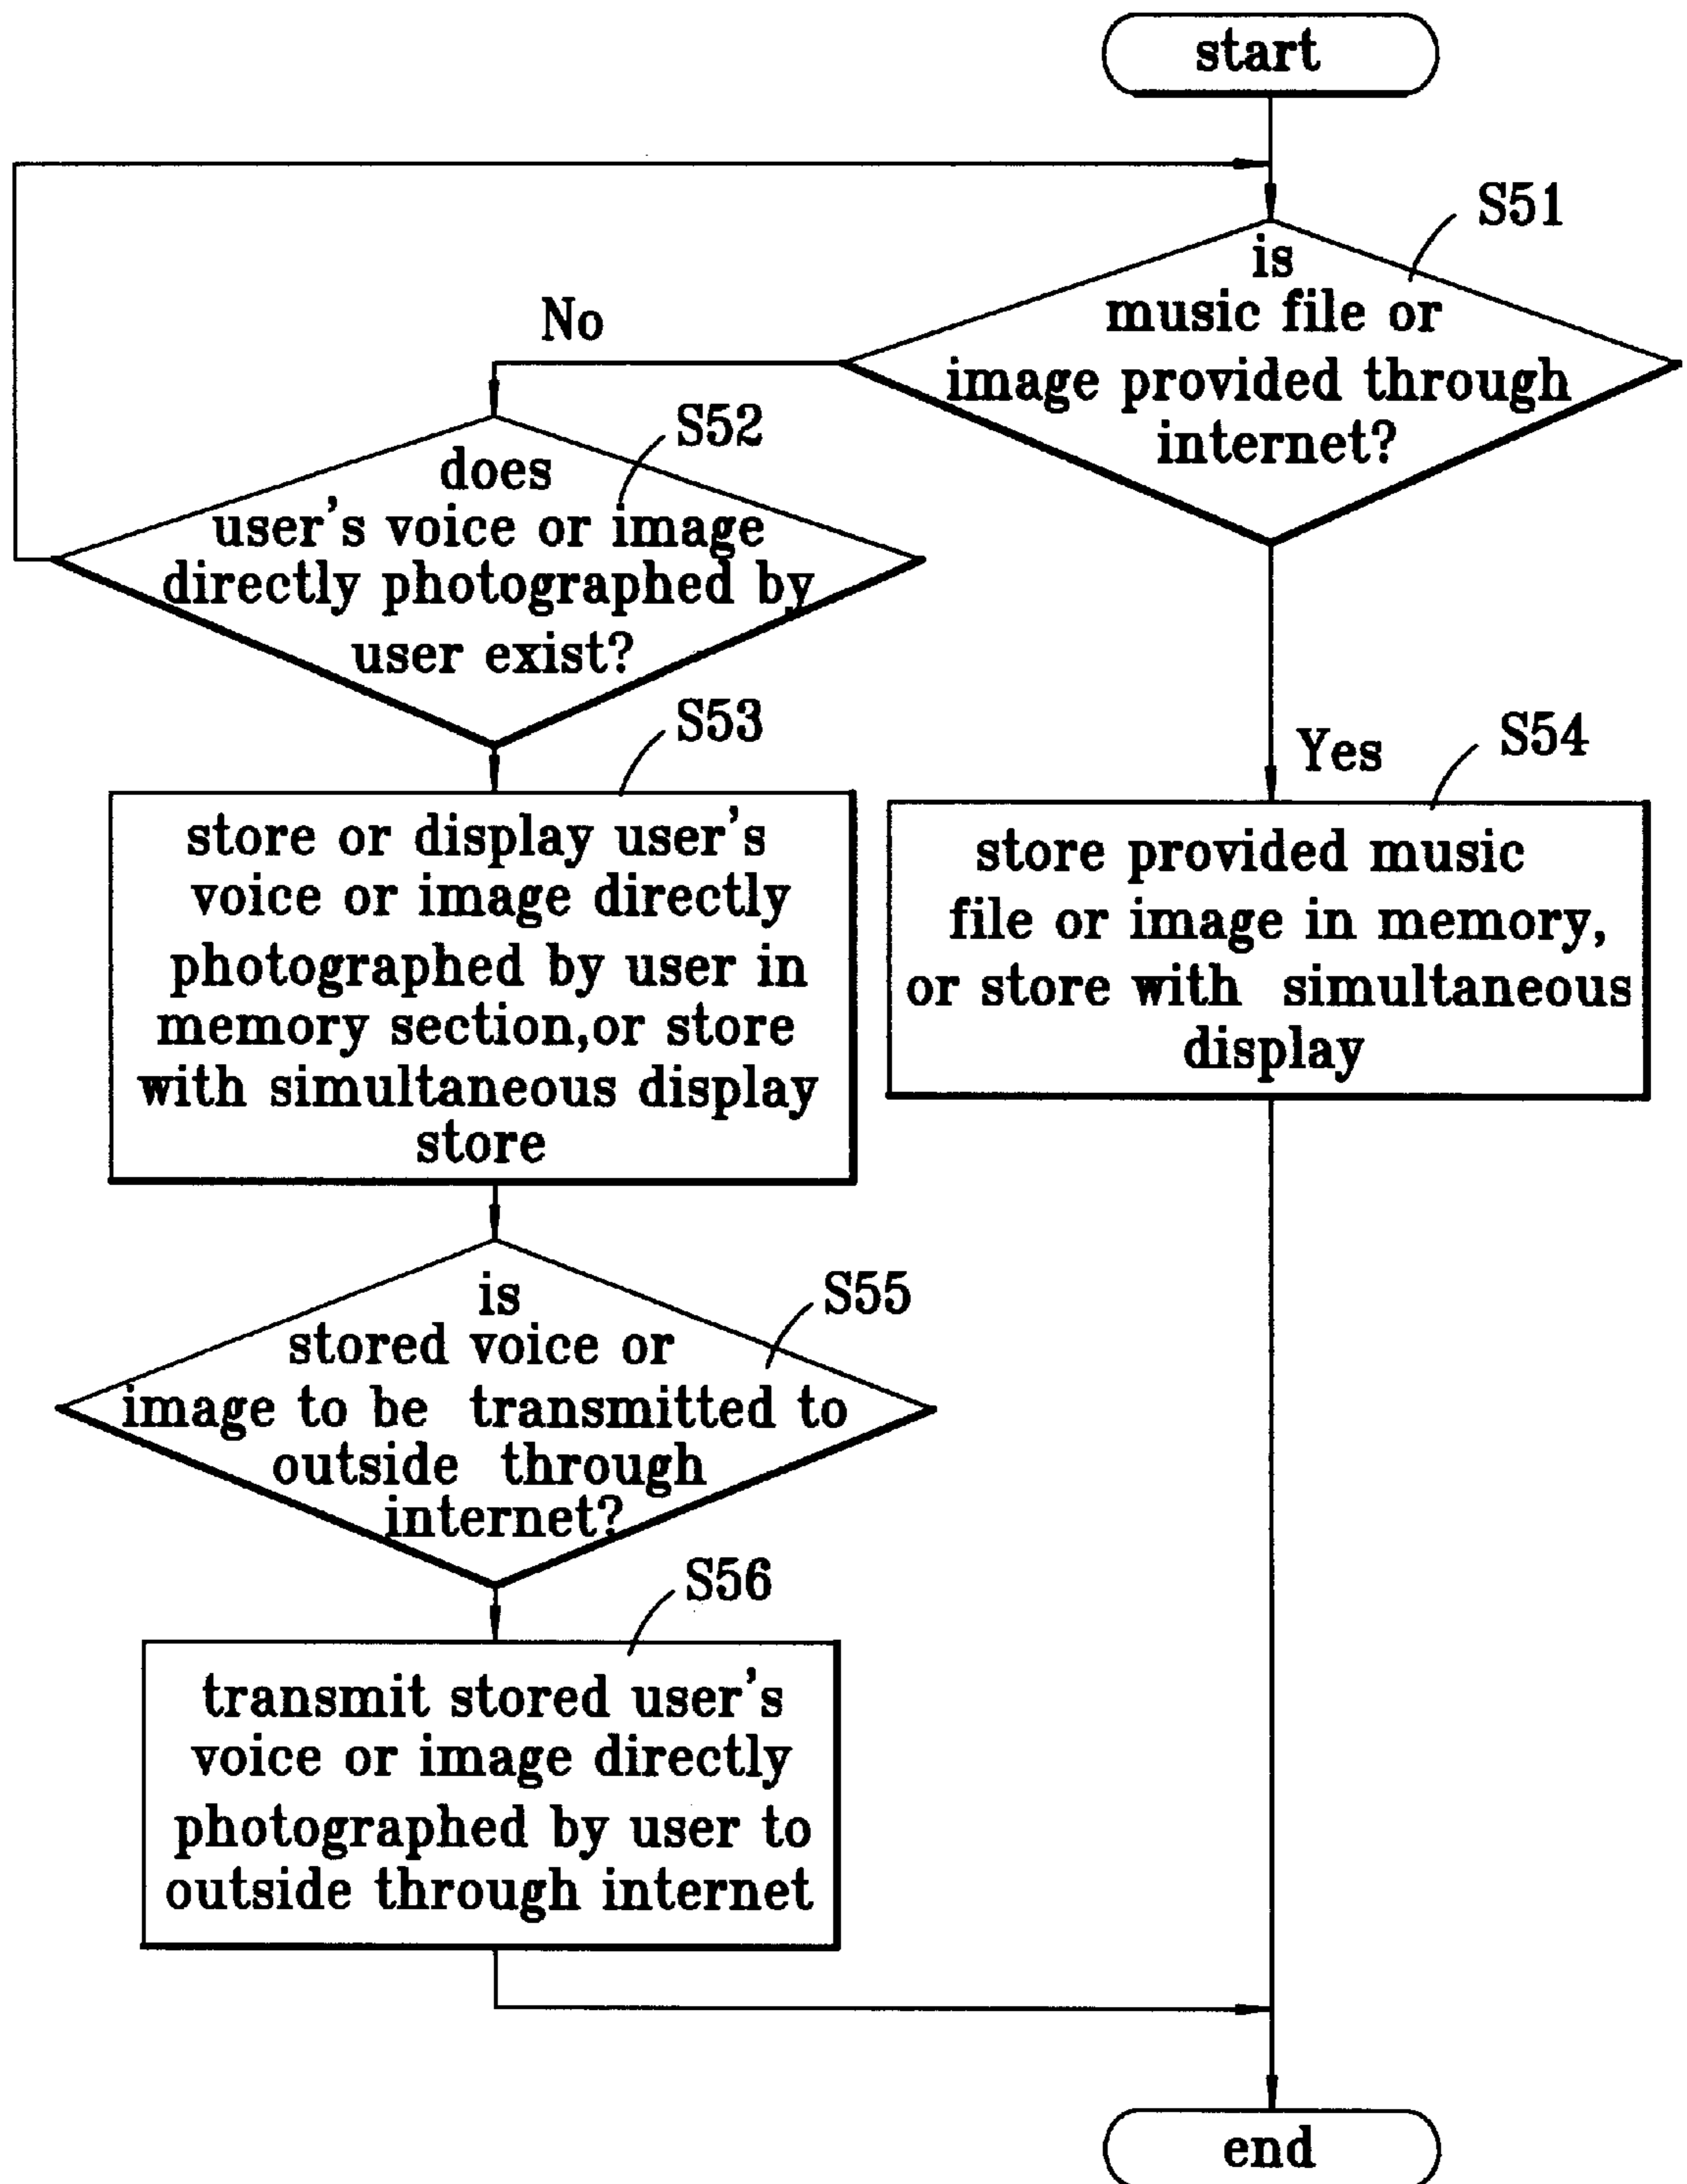 start
S51
is
music file or
image provided through
internet?
No
S52
does
user's voice or image
directly photographed by
user exist?
S53
store or display user's
voice or image directly
photographed by user in
memory section,or store
with simultaneous display
store
Yes
S54
store provided music
file or image in memory,
or store with simultaneous
display
S55
is
stored voice or
image to be transmitted to
outside through
internet?
S56
transmit stored user's
voice or image directly
photographed by user to
outside through internet
end